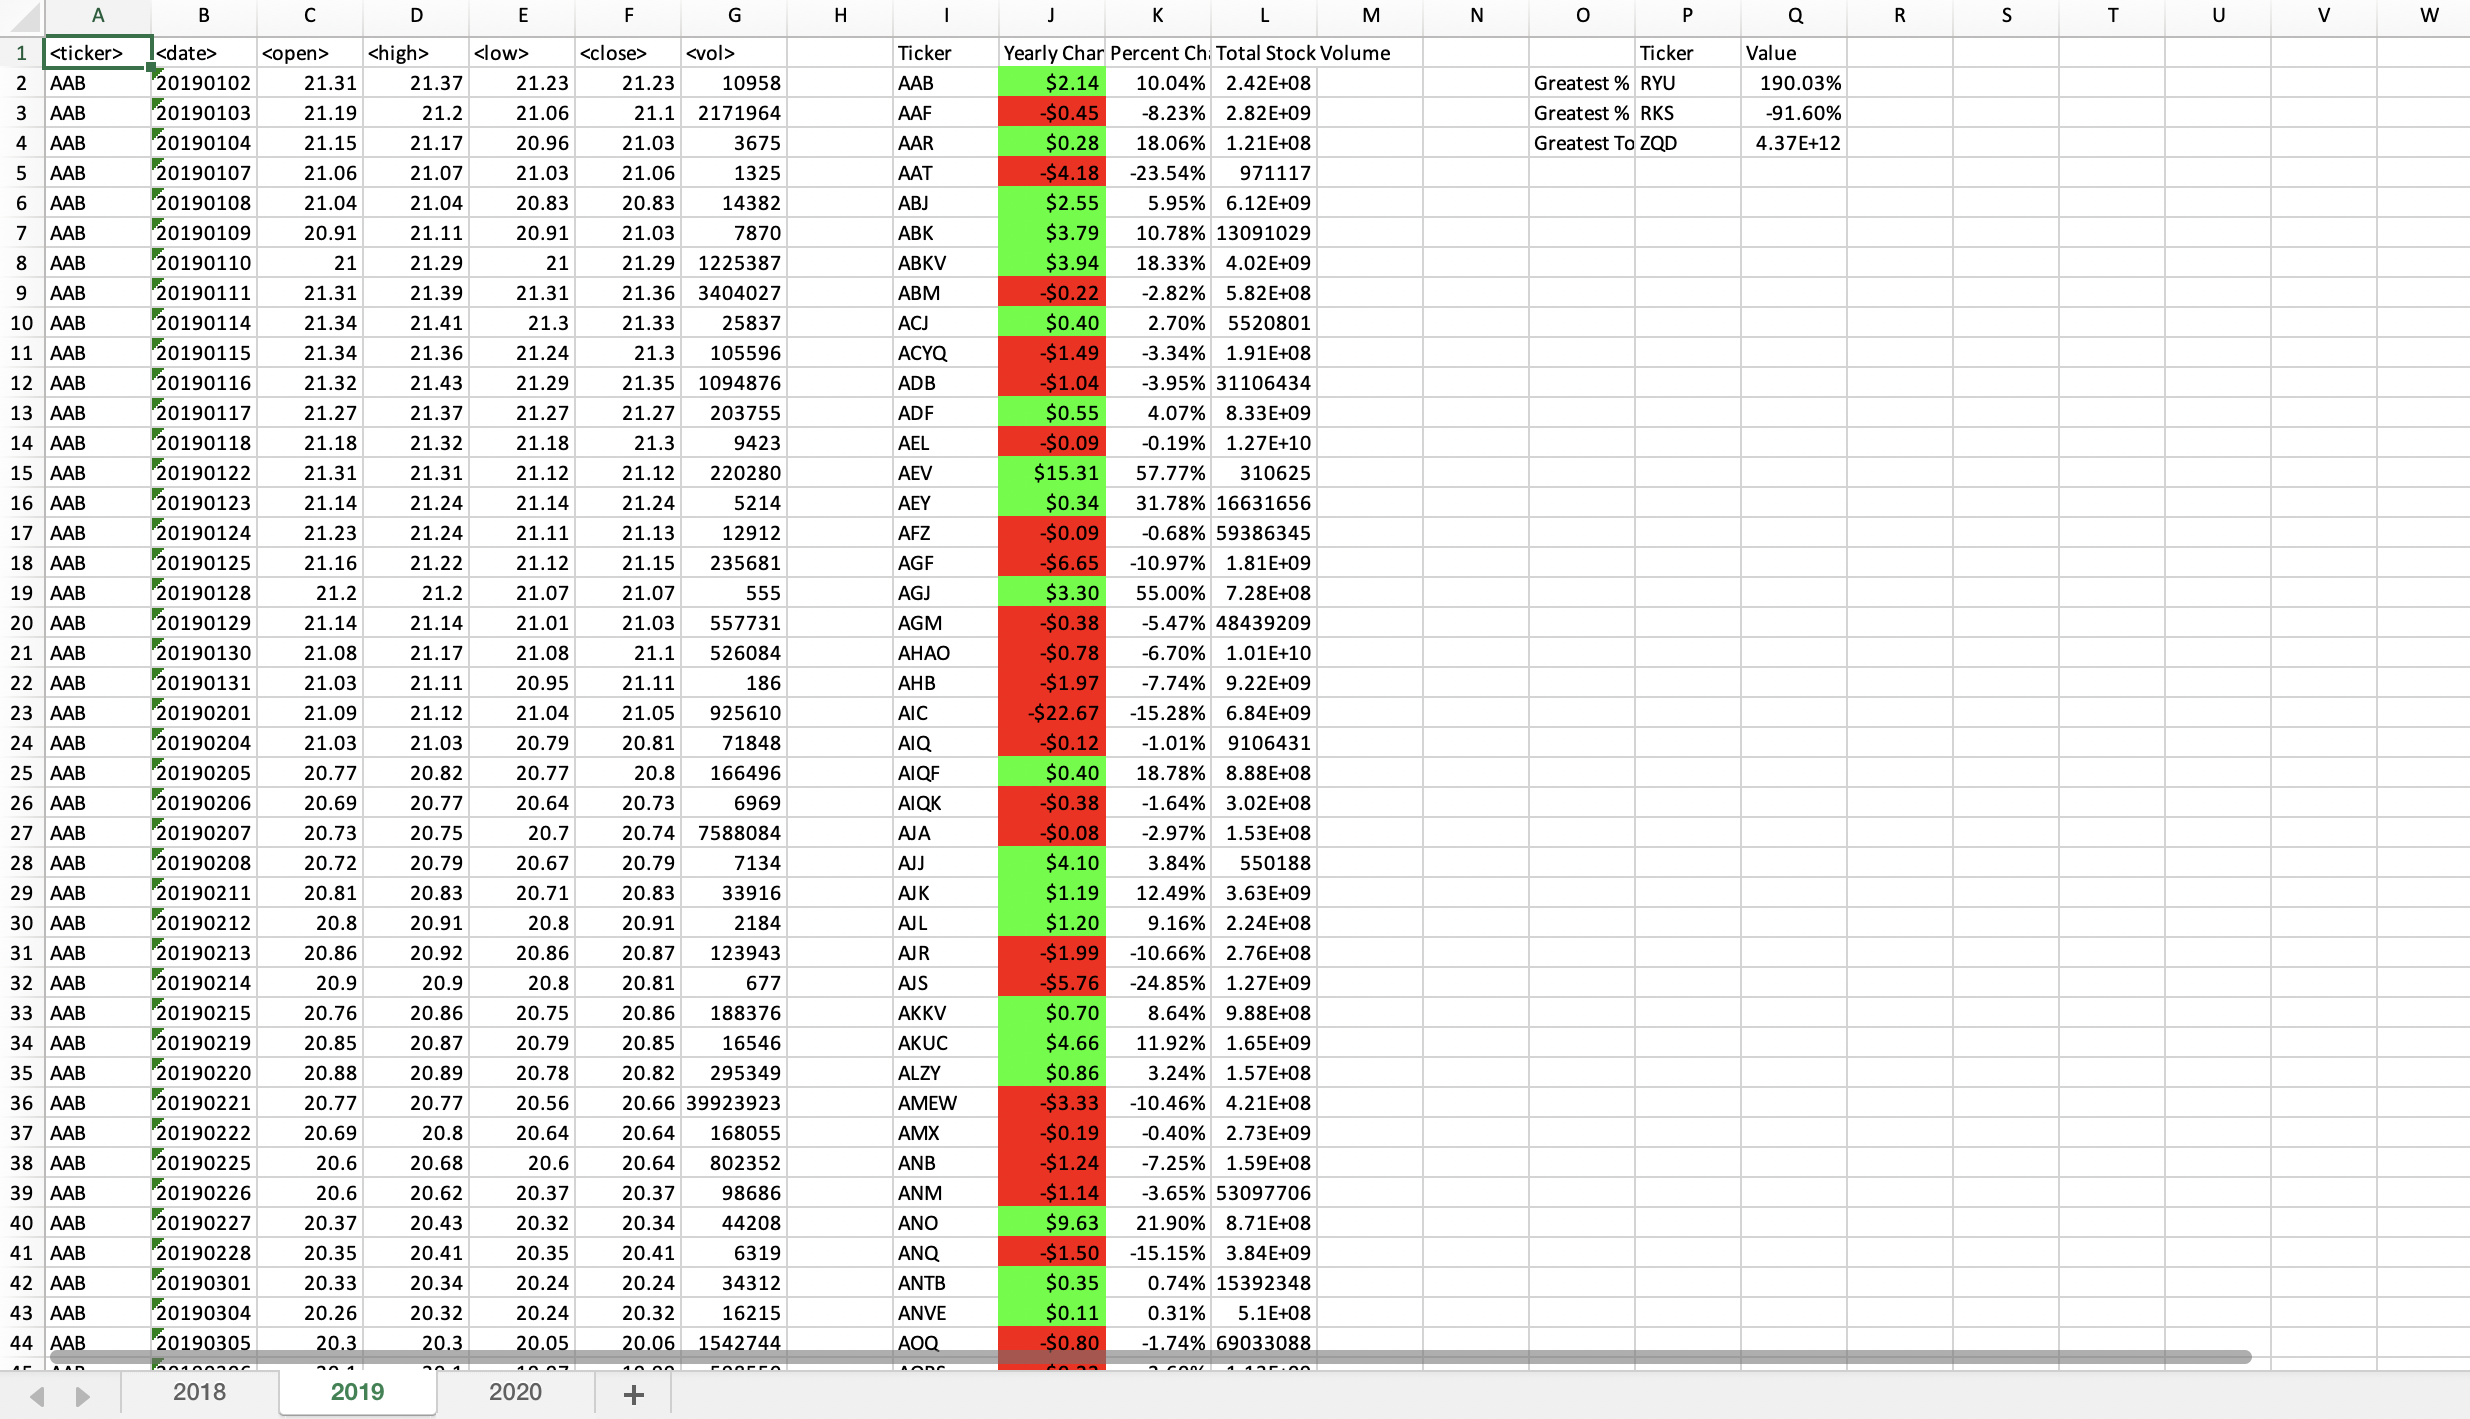 A B C D E F G H I J K L M N O P Q R S T U V W
1 <ticker> <date> <open> <high> <low> <close> <vol> Ticker Yearly Char Percent Ch Total Stock Volume Ticker Value
2 AAB 20190102 21.31 21.37 21.23 21.23 10958 AAB $2.14 10.04% 2.42E+08 Greatest % RYU 190.03%
3 AAB 20190103 21.19 21.2 21.06 21.1 2171964 AAF -$0.45 -8.23% 2.82E+09 Greatest % RKS -91.60%
4 AAB 20190104 21.15 21.17 20.96 21.03 3675 AAR $0.28 18.06% 1.21E+08 Greatest To ZQD 4.37E+12
5 AAB 20190107 21.06 21.07 21.03 21.06 1325 AAT -$4.18 -23.54% 971117
6 AAB 20190108 21.04 21.04 20.83 20.83 14382 ABJ $2.55 5.95% 6.12E+09
7 AAB 20190109 20.91 21.11 20.91 21.03 7870 ABK $3.79 10.78% 13091029
8 AAB 20190110 21 21.29 21 21.29 1225387 ABKV $3.94 18.33% 4.02E+09
9 AAB 20190111 21.31 21.39 21.31 21.36 3404027 ABM -$0.22 -2.82% 5.82E+08
10 AAB 20190114 21.34 21.41 21.3 21.33 25837 ACJ $0.40 2.70% 5520801
11 AAB 20190115 21.34 21.36 21.24 21.3 105596 ACYQ -$1.49 -3.34% 1.91E+08
12 AAB 20190116 21.32 21.43 21.29 21.35 1094876 ADB -$1.04 -3.95% 31106434
13 AAB 20190117 21.27 21.37 21.27 21.27 203755 ADF $0.55 4.07% 8.33E+09
14 AAB 20190118 21.18 21.32 21.18 21.3 9423 AEL -$0.09 -0.19% 1.27E+10
15 AAB 20190122 21.31 21.31 21.12 21.12 220280 AEV $15.31 57.77% 310625
16 AAB 20190123 21.14 21.24 21.14 21.24 5214 AEY $0.34 31.78% 16631656
17 AAB 20190124 21.23 21.24 21.11 21.13 12912 AFZ -$0.09 -0.68% 59386345
18 AAB 20190125 21.16 21.22 21.12 21.15 235681 AGF -$6.65 -10.97% 1.81E+09
19 AAB 20190128 21.2 21.2 21.07 21.07 555 AGJ $3.30 55.00% 7.28E+08
20 AAB 20190129 21.14 21.14 21.01 21.03 557731 AGM -$0.38 -5.47% 48439209
21 AAB 20190130 21.08 21.17 21.08 21.1 526084 AHAO -$0.78 -6.70% 1.01E+10
22 AAB 20190131 21.03 21.11 20.95 21.11 186 AHB -$1.97 -7.74% 9.22E+09
23 AAB 20190201 21.09 21.12 21.04 21.05 925610 AIC -$22.67 -15.28% 6.84E+09
24 AAB 20190204 21.03 21.03 20.79 20.81 71848 AIQ -$0.12 -1.01% 9106431
25 AAB 20190205 20.77 20.82 20.77 20.8 166496 AIQF $0.40 18.78% 8.88E+08
26 AAB 20190206 20.69 20.77 20.64 20.73 6969 AIQK -$0.38 -1.64% 3.02E+08
27 AAB 20190207 20.73 20.75 20.7 20.74 7588084 AJA -$0.08 -2.97% 1.53E+08
28 AAB 20190208 20.72 20.79 20.67 20.79 7134 AJJ $4.10 3.84% 550188
29 AAB 20190211 20.81 20.83 20.71 20.83 33916 AJK $1.19 12.49% 3.63E+09
30 AAB 20190212 20.8 20.91 20.8 20.91 2184 AJL $1.20 9.16% 2.24E+08
31 AAB 20190213 20.86 20.92 20.86 20.87 123943 AJR -$1.99 -10.66% 2.76E+08
32 AAB 20190214 20.9 20.9 20.8 20.81 677 AJS -$5.76 -24.85% 1.27E+09
33 AAB 20190215 20.76 20.86 20.75 20.86 188376 AKKV $0.70 8.64% 9.88E+08
34 AAB 20190219 20.85 20.87 20.79 20.85 16546 AKUC $4.66 11.92% 1.65E+09
35 AAB 20190220 20.88 20.89 20.78 20.82 295349 ALZY $0.86 3.24% 1.57E+08
36 AAB 20190221 20.77 20.77 20.56 20.66 39923923 AMEW -$3.33 -10.46% 4.21E+08
37 AAB 20190222 20.69 20.8 20.64 20.64 168055 AMX -$0.19 -0.40% 2.73E+09
38 AAB 20190225 20.6 20.68 20.6 20.64 802352 ANB -$1.24 -7.25% 1.59E+08
39 AAB 20190226 20.6 20.62 20.37 20.37 98686 ANM -$1.14 -3.65% 53097706
40 AAB 20190227 20.37 20.43 20.32 20.34 44208 ANO $9.63 21.90% 8.71E+08
41 AAB 20190228 20.35 20.41 20.35 20.41 6319 ANQ -$1.50 -15.15% 3.84E+09
42 AAB 20190301 20.33 20.34 20.24 20.24 34312 ANTB $0.35 0.74% 15392348
43 AAB 20190304 20.26 20.32 20.24 20.32 16215 ANVE $0.11 0.31% 5.1E+08
44 AAB 20190305 20.3 20.3 20.05 20.06 1542744 AOQ -$0.80 -1.74% 69033088
2018 2019 2020 +